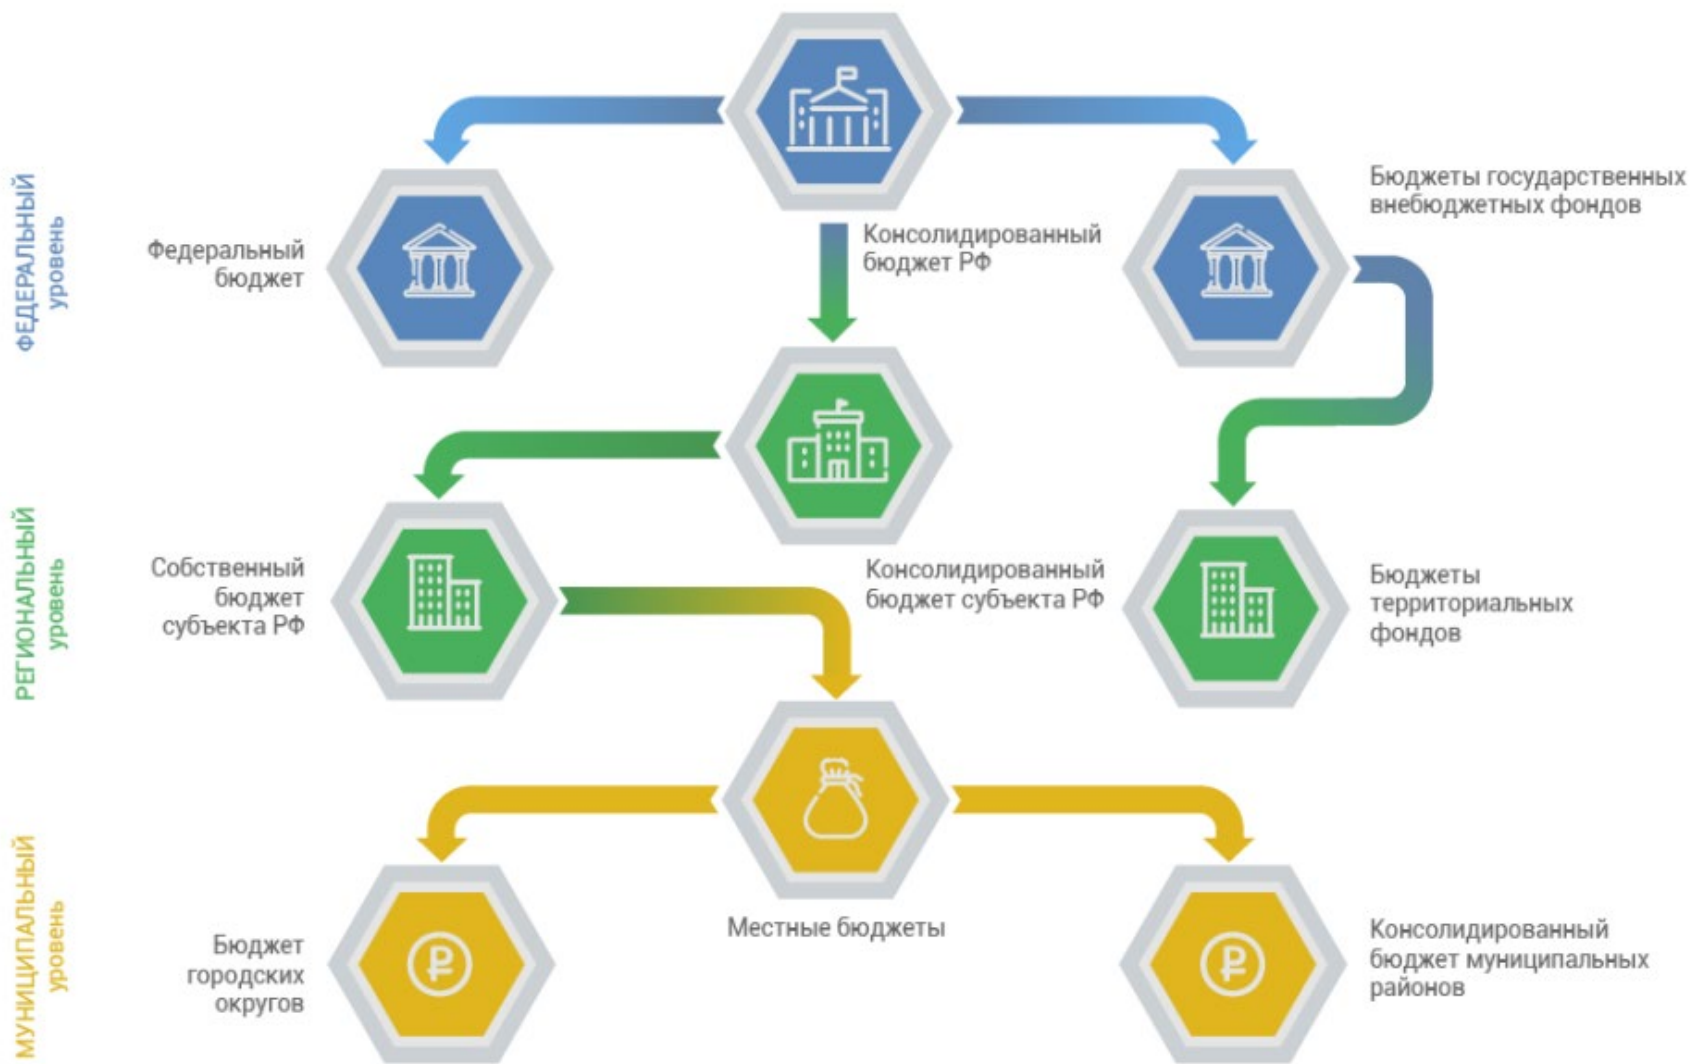 ФЕДЕРАЛЬНЫЙ
уровень
Федеральный
бюджет
Консолидированный
бюджет РФ
Бюджеты государственных
внебюджетных фондов
РЕГИОНАЛЬНЫЙ
уровень
Собственный
бюджет
субъекта РФ
Консолидированный
бюджет субъекта РФ
Бюджеты
территориальных
фондов
МУНИЦИПАЛЬНЫЙ
уровень
Бюджет
городских
округов
Местные бюджеты
Консолидированный
бюджет муниципальных
районов